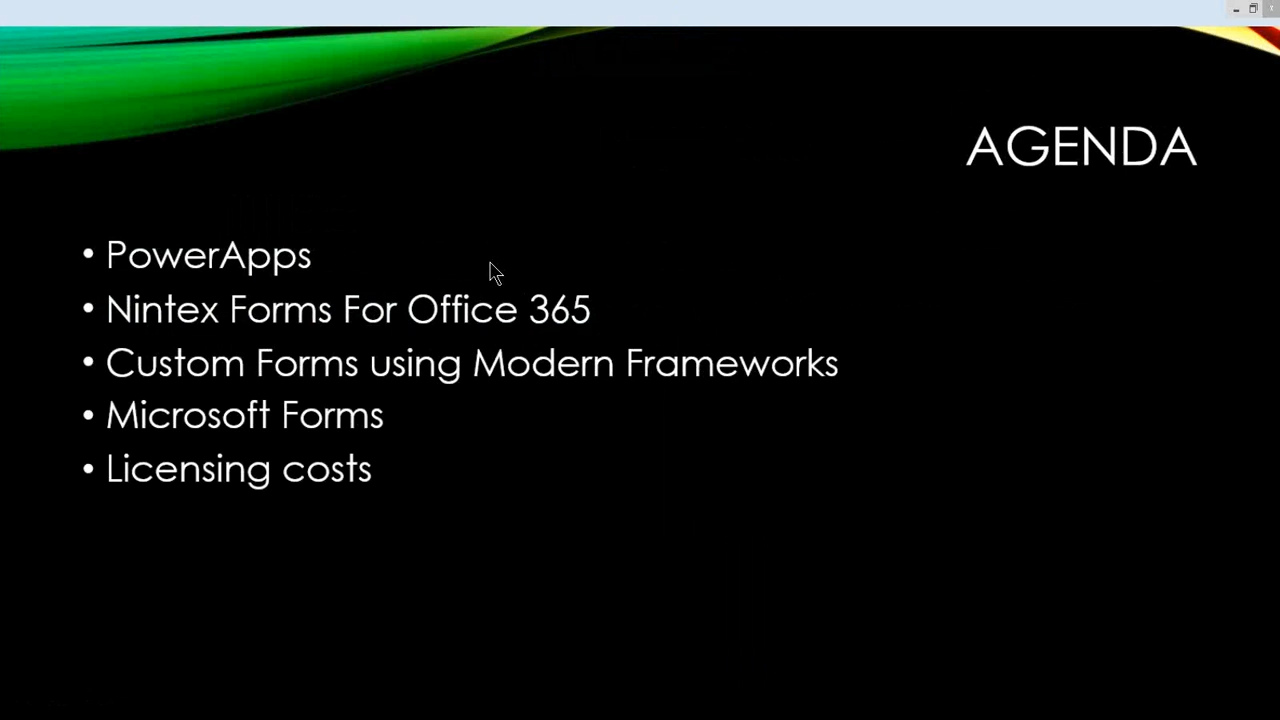 AGENDA
• PowerApps
• Nintex Forms For Office 365
• Custom Forms using Modern Frameworks
• Microsoft Forms
• Licensing costs